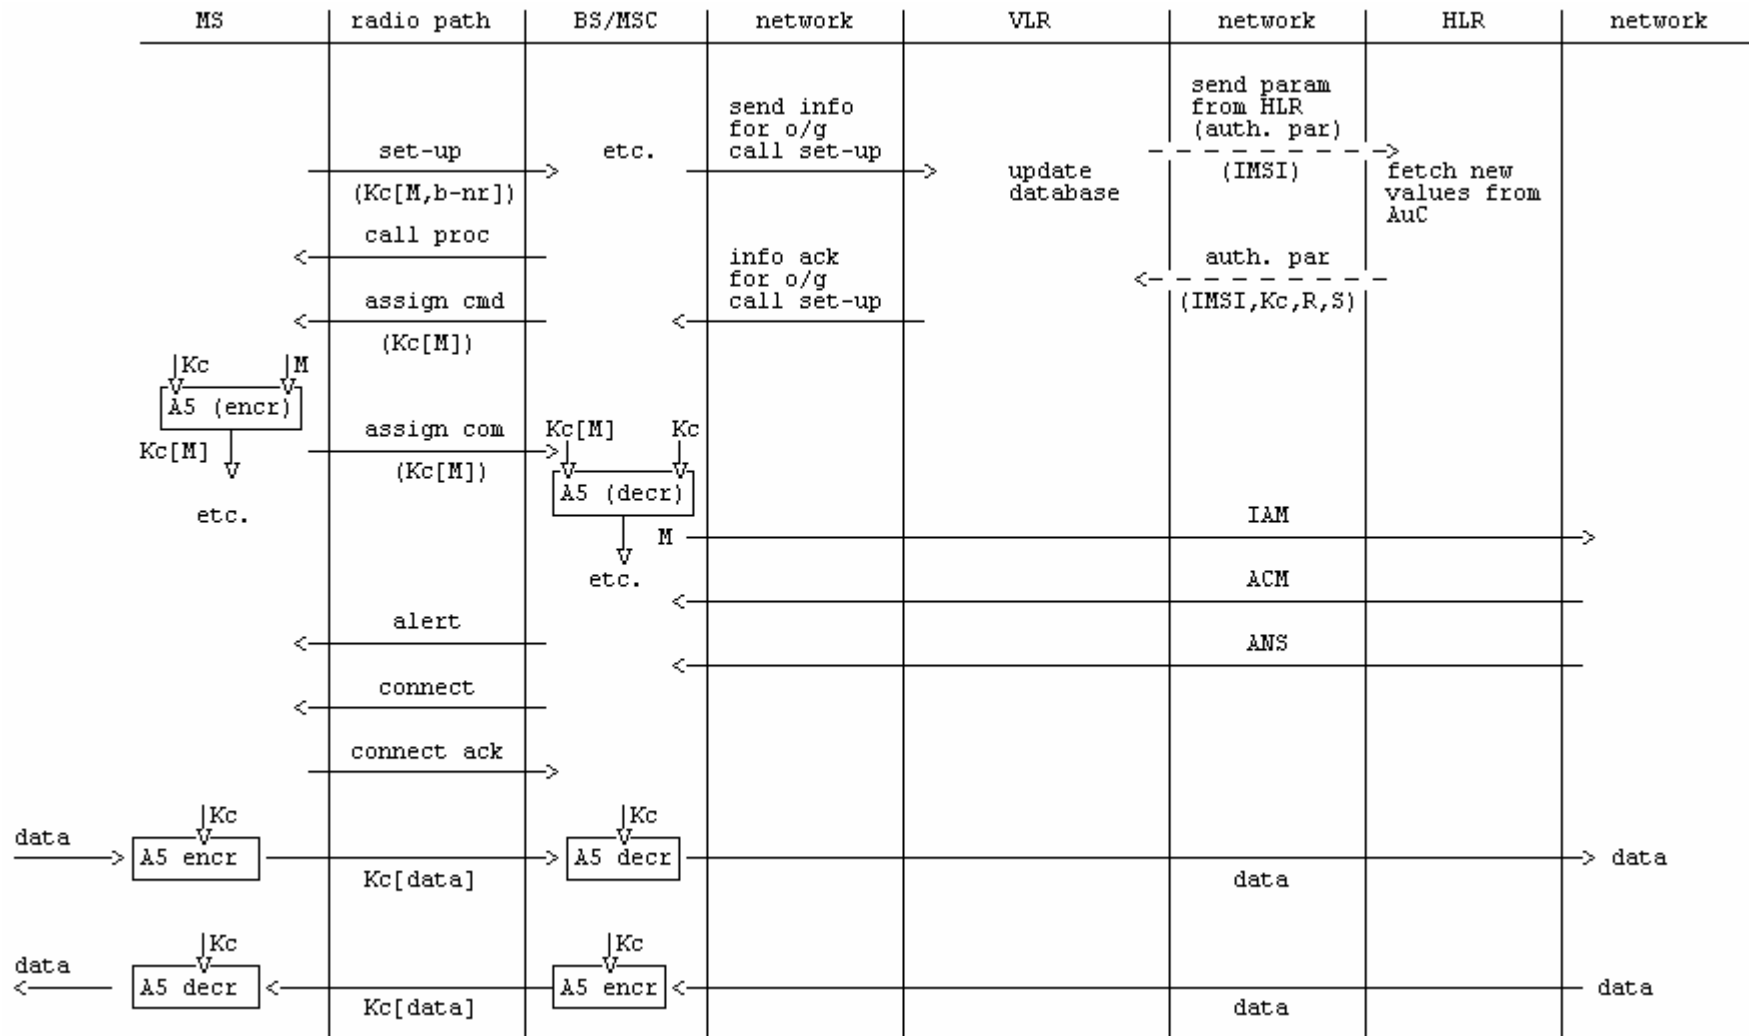 MS radio path BS/MSC network VLR network HLR network
send param
send info from HLR
for o/g (auth. par)
set-up etc. call set-up
update (IMSI) fetch new
(Kc[M,b-nr]) database values from
AuC
call proc
info ack auth. par
for o/g
assign cmd call set-up (IMSI,Kc,R,S)
(Kc[M])
Kc M
A5 (encr)
assign com Kc[M] Kc
Kc[M]
(Kc[M])
A5 (decr)
etc. IAM
M
etc. ACM
alert
ANS
connect
connect ack
Kc Kc
data
A5 encr A5 decr data
Kc[data] data
Kc Kc
data
A5 decr A5 encr data
Kc[data] data